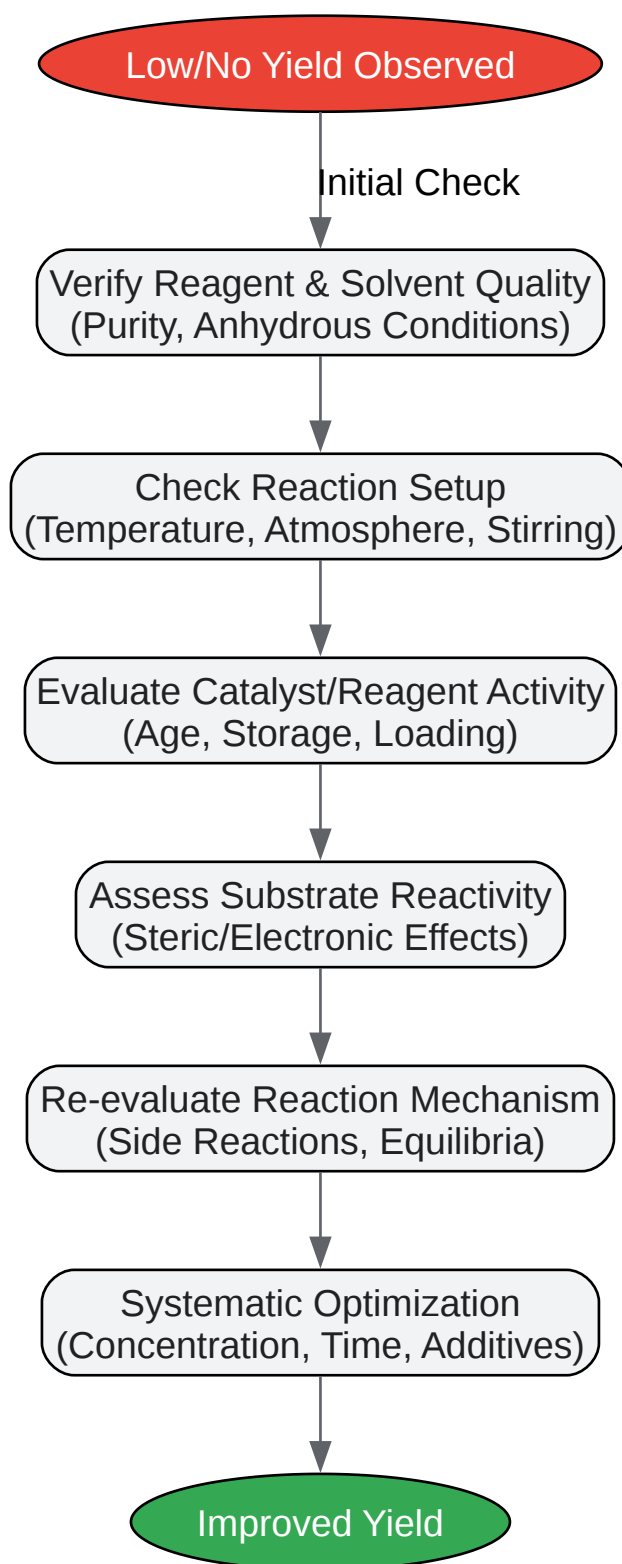 Low/No Yield Observed
Initial Check
Verify Reagent & Solvent Quality
(Purity, Anhydrous Conditions)
Check Reaction Setup
(Temperature, Atmosphere, Stirring)
Evaluate Catalyst/Reagent Activity
(Age, Storage, Loading)
Assess Substrate Reactivity
(Steric/Electronic Effects)
Re-evaluate Reaction Mechanism
(Side Reactions, Equilibria)
Systematic Optimization
(Concentration, Time, Additives)
Improved Yield